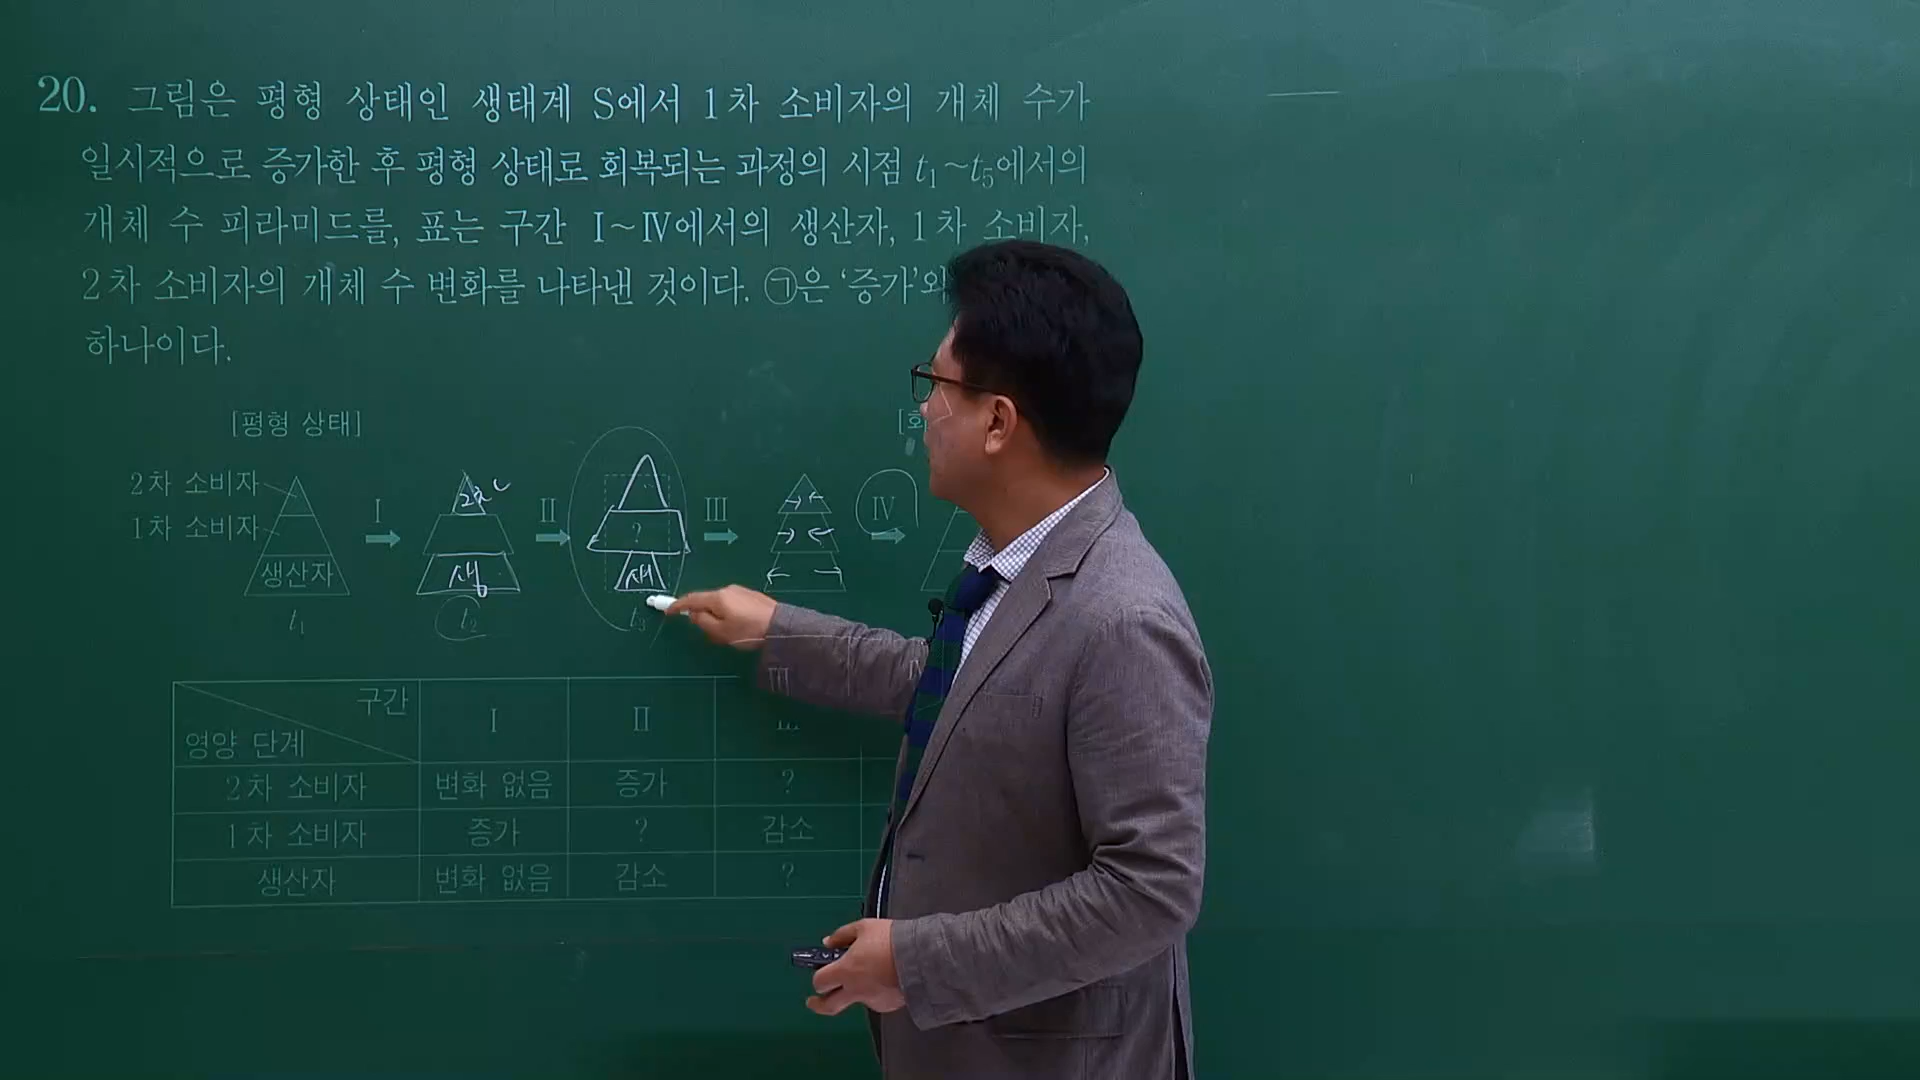 20. 그림은 평형 상태인 생태계 S에서 1차 소비자의 개체 수가
일시적으로 증가한 후 평형 상태로 회복되는 과정의 시점 t₁~t₅에서의
개체 수 피라미드를, 표는 구간 Ⅰ~Ⅳ에서의 생산자, 1차 소비자,
2차 소비자의 개체 수 변화를 나타낸 것이다. ㉠은 ‘증가’와
하나이다.
[평형 상태]
2차 소비자
1차 소비자
생산자
t₁
Ⅰ
2차
생
t₂
Ⅱ
?
생
t₃
Ⅲ
Ⅳ
구간 Ⅰ Ⅱ Ⅲ
영양 단계
2차 소비자 변화 없음 증가 ?
1차 소비자 증가 ? 감소
생산자 변화 없음 감소 ?